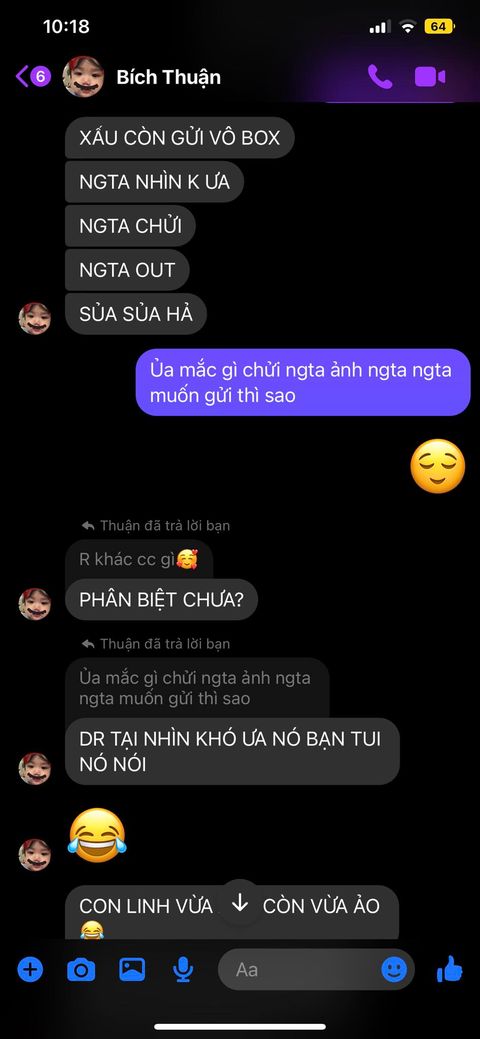 10:18
64
6
Bích Thuận
XẤU CÒN GỬI VÔ BOX
NGTA NHÌN K ƯA
NGTA CHỬI
NGTA OUT
SỦA SỦA HẢ
Ủa mắc gì chửi ngta ảnh ngta ngta
muốn gửi thì sao
Thuận đã trả lời bạn
R khác cc gì🥰
PHÂN BIỆT CHƯA?
Thuận đã trả lời bạn
Ủa mắc gì chửi ngta ảnh ngta
ngta muốn gửi thì sao
DR TẠI NHÌN KHÓ ƯA NÓ BẠN TUI
NÓ NÓI
CON LINH VỪA CÒN VỪA ẢO
😂
Aa